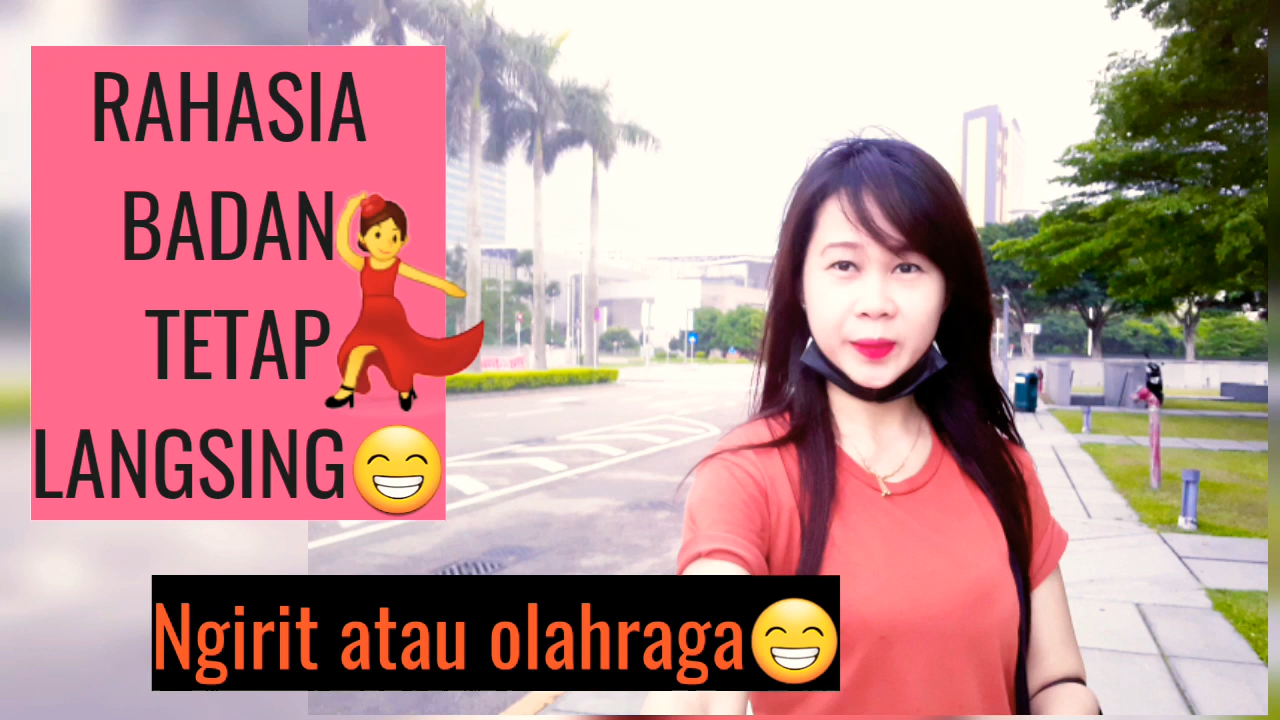 RAHASIA
BADAN
TETAP
LANGSING😁
Ngirit atau olahraga😁